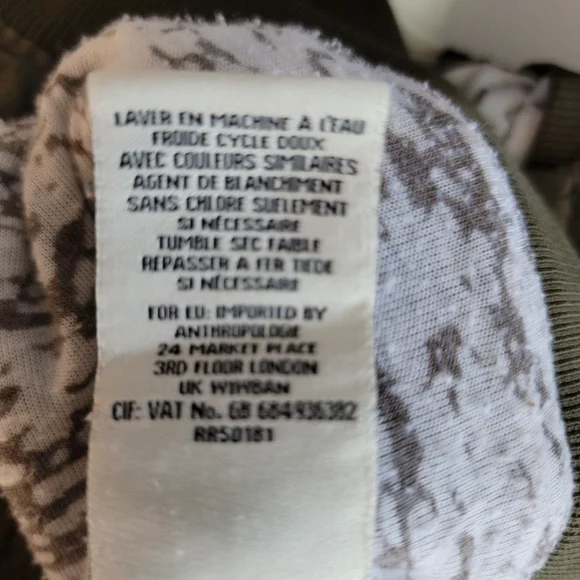 LAVER EN MACHINE À L'EAU
FROIDE CYCLE DOUX
AVEC COULEURS SIMILAIRES
AGENT DE BLANCHIMENT
SANS CHLORE SUELEMENT
SI NÉCESSAIRE
TUMBLE SEC FAIBLE
REPASSER A FER TIEDE
SI NÉCESSAIRE
FOR EU: IMPORTED BY
ANTHROPOLOGIE
24 MARKET PLACE
3RD FLOOR LONDON
UK W1W8AN
CIF: VAT No. GB 684936382
RR50181